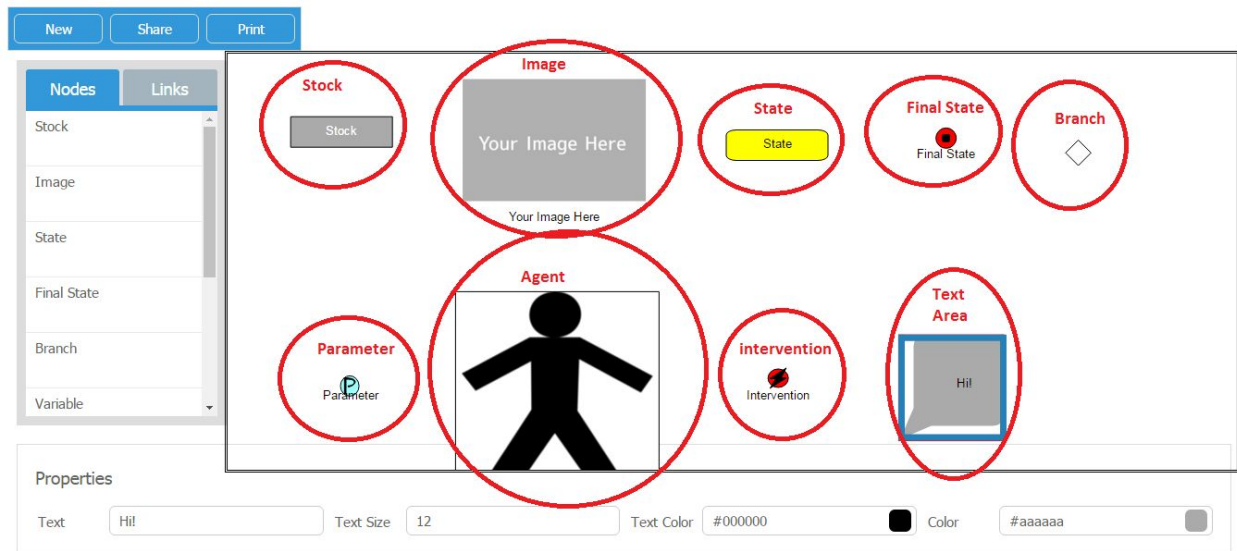 New Share Print
Nodes Links
Stock
Image
State
Final State
Branch
Variable
Stock
Stock
Image
Your Image Here
Your Image Here
State
State
Final State
Final State
Branch
Parameter
Parameter
Agent
intervention
Intervention
Text
Area
Hi!
Properties
Text Hi! Text Size 12 Text Color #000000 Color #aaaaaa